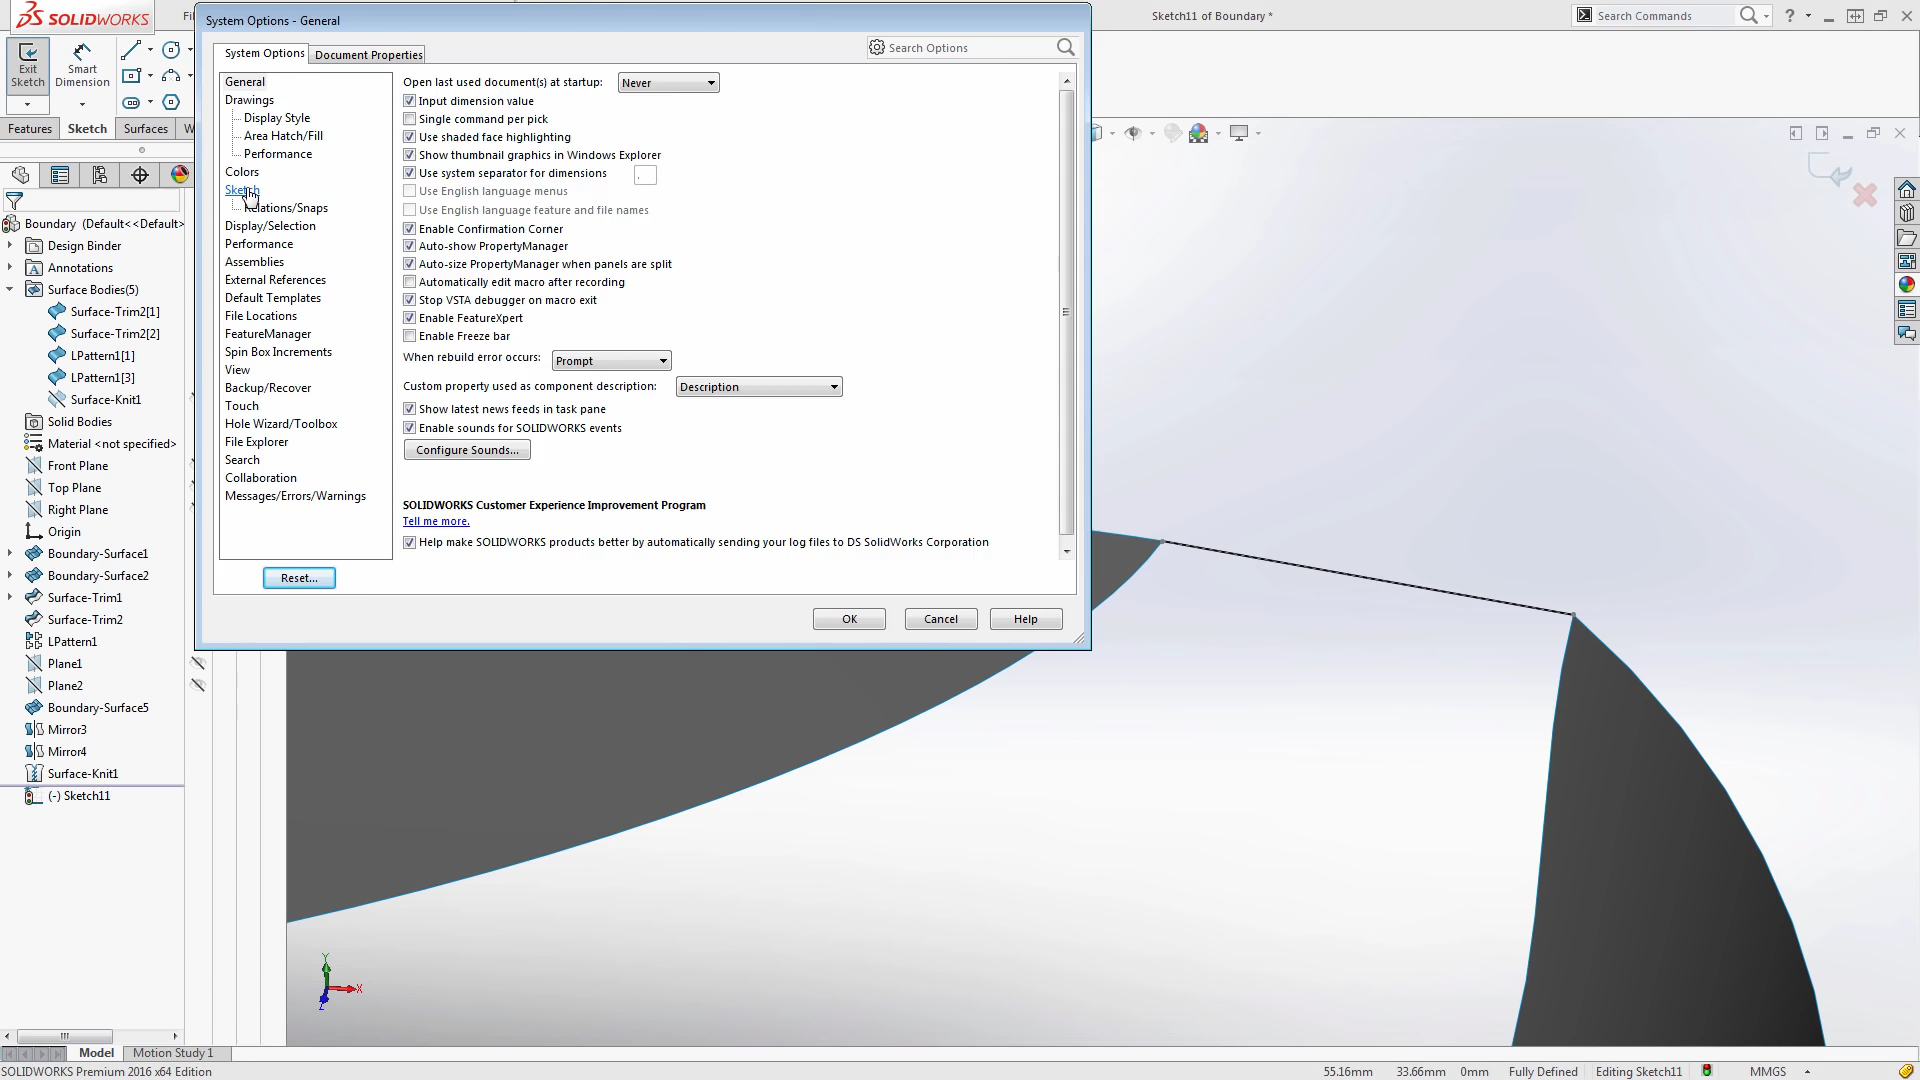 SOLIDWORKS
Fi
Sketch11 of Boundary *
Search Commands
?
System Options - General
Exit Sketch
Smart Dimension
Features
Sketch
Surfaces
W
System Options
Document Properties
Search Options
General
Drawings
Display Style
Area Hatch/Fill
Performance
Colors
Sketch
Relations/Snaps
Display/Selection
Performance
Assemblies
External References
Default Templates
File Locations
FeatureManager
Spin Box Increments
View
Backup/Recover
Touch
Hole Wizard/Toolbox
File Explorer
Search
Collaboration
Messages/Errors/Warnings
Reset...
Open last used document(s) at startup: Never
Input dimension value
Single command per pick
Use shaded face highlighting
Show thumbnail graphics in Windows Explorer
Use system separator for dimensions .
Use English language menus
Use English language feature and file names
Enable Confirmation Corner
Auto-show PropertyManager
Auto-size PropertyManager when panels are split
Automatically edit macro after recording
Stop VSTA debugger on macro exit
Enable FeatureXpert
Enable Freeze bar
When rebuild error occurs: Prompt
Custom property used as component description: Description
Show latest news feeds in task pane
Enable sounds for SOLIDWORKS events
Configure Sounds...
SOLIDWORKS Customer Experience Improvement Program
Tell me more.
Help make SOLIDWORKS products better by automatically sending your log files to DS SolidWorks Corporation
OK
Cancel
Help
Boundary (Default<<Default>
Design Binder
Annotations
Surface Bodies(5)
Surface-Trim2[1]
Surface-Trim2[2]
LPattern1[1]
LPattern1[3]
Surface-Knit1
Solid Bodies
Material <not specified>
Front Plane
Top Plane
Right Plane
Origin
Boundary-Surface1
Boundary-Surface2
Surface-Trim1
Surface-Trim2
LPattern1
Plane1
Plane2
Boundary-Surface5
Mirror3
Mirror4
Surface-Knit1
(-) Sketch11
Y
X
Z
Model
Motion Study 1
SOLIDWORKS Premium 2016 x64 Edition
55.16mm 33.66mm 0mm Fully Defined Editing Sketch11 MMGS